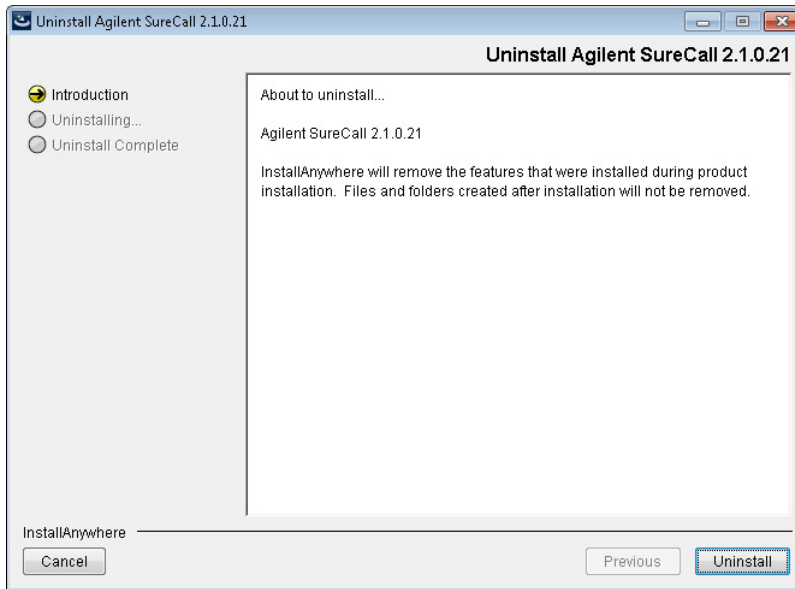 Uninstall Agilent SureCall 2.1.0.21
Uninstall Agilent SureCall 2.1.0.21
Introduction
Uninstalling...
Uninstall Complete
About to uninstall...
Agilent SureCall 2.1.0.21
InstallAnywhere will remove the features that were installed during product
installation. Files and folders created after installation will not be removed.
InstallAnywhere
Cancel
Previous
Uninstall